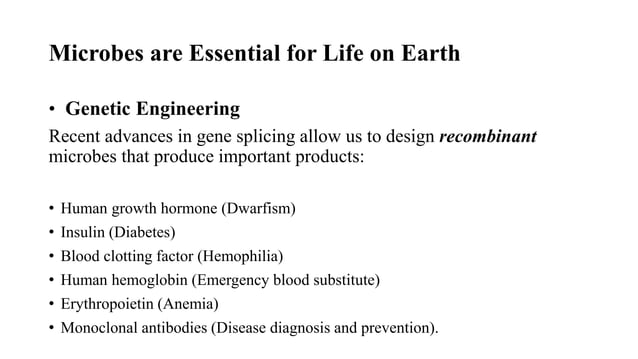 Microbes are Essential for Life on Earth
• Genetic Engineering
Recent advances in gene splicing allow us to design recombinant
microbes that produce important products:
• Human growth hormone (Dwarfism)
• Insulin (Diabetes)
• Blood clotting factor (Hemophilia)
• Human hemoglobin (Emergency blood substitute)
• Erythropoietin (Anemia)
• Monoclonal antibodies (Disease diagnosis and prevention).